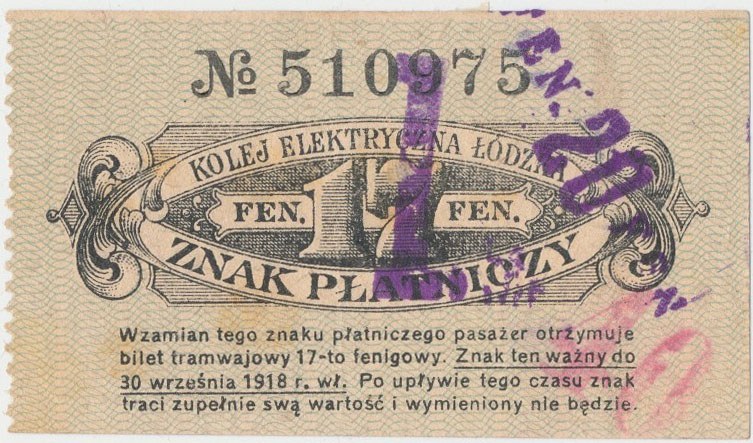 № 510975
KOLEJ ELEKTRYCZNA ŁÓDZKA
FEN. 17 FEN.
ZNAK PŁATNICZY
FEN. 20
Wzamian tego znaku płatniczego pasażer otrzymuje
bilet tramwajowy 17-to fenigowy. Znak ten ważny do
30 września 1918 r. wł. Po upływie tego czasu znak
traci zupełnie swą wartość i wymieniony nie będzie.